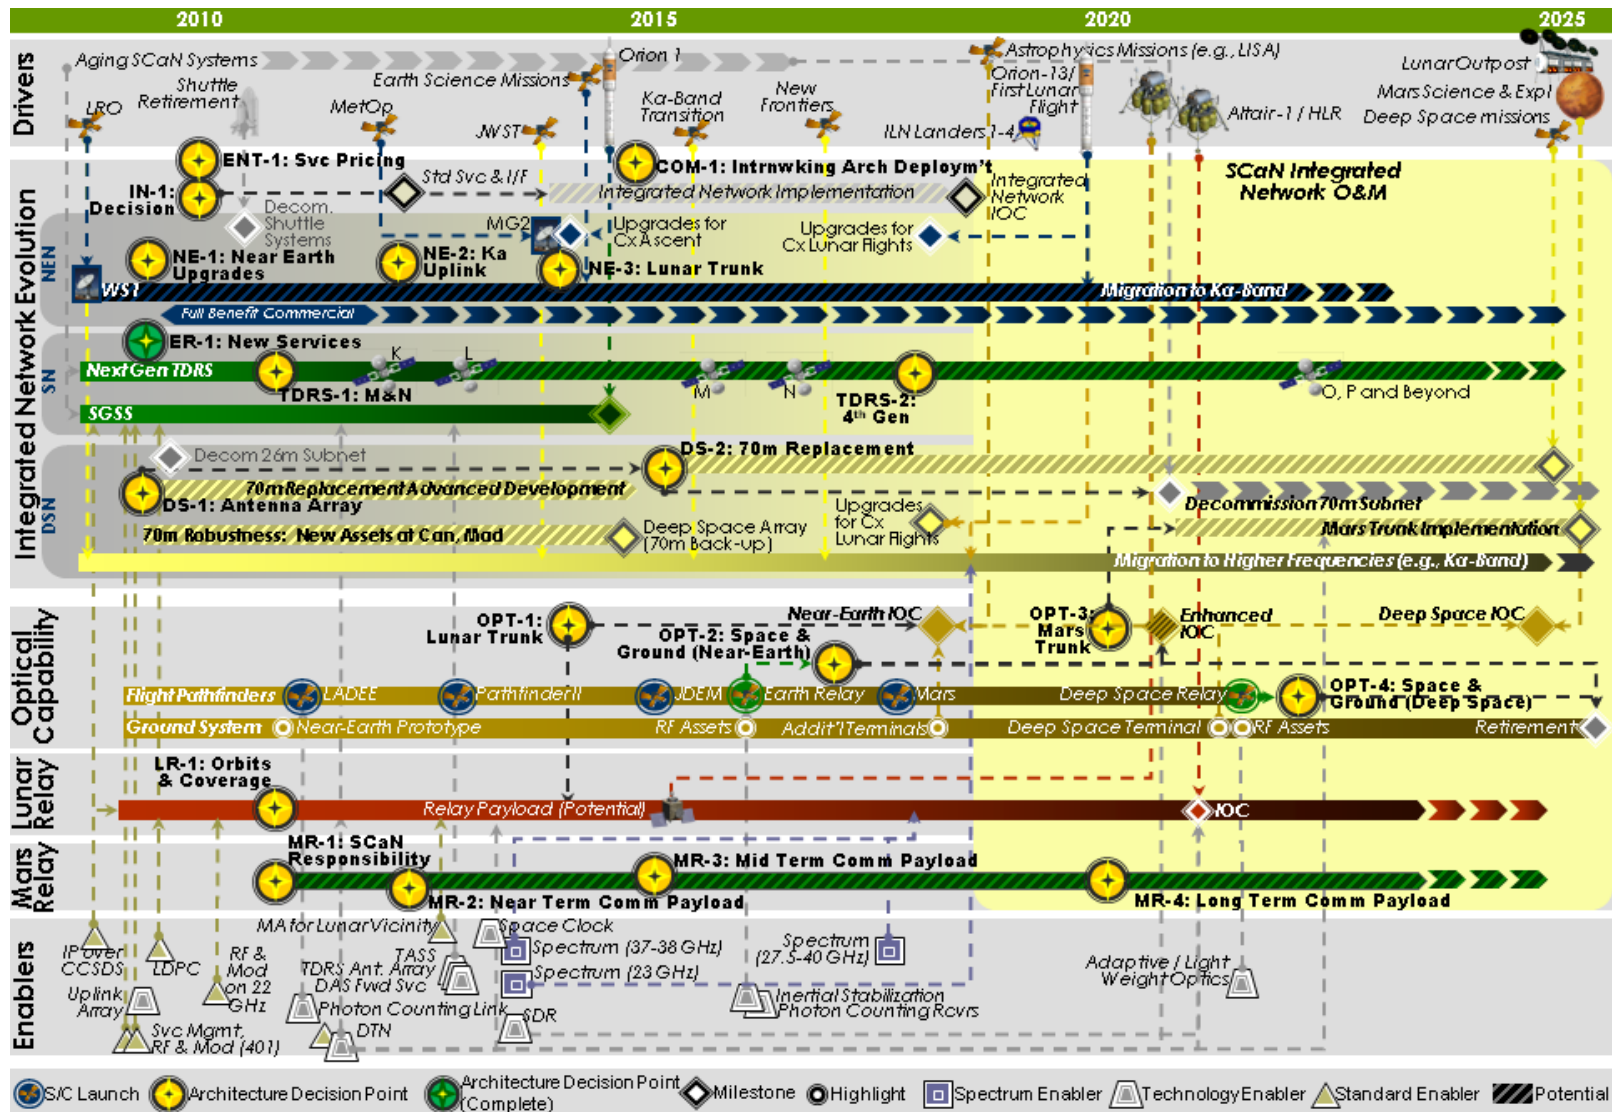 2010
2015
2020
2025
Drivers
Aging SCaN Systems
Shuttle
Retirement
LRO
MetOp
Earth Science Missions
JWST
Orion 1
Ka-Band
Transition
New
Frontiers
Astrophytics Missions (e.g., LISA)
Orion-13/
First Lunar
Flight
ILN Landers 1-4
Altair-1 / HLR
Lunar Outpost
Mars Science & Expl
Deep Space missions
Integrated Network Evolution
NEN
SN
DSN
ENT-1: Svc Pricing
IN-1:
Decision
Std Svc & I/F
COM-1: Intrnwking Arch Deploym't
Integrated Network Implementation
Integrated
Network
IOC
SCaN Integrated
Network O&M
Decom.
Shuttle
Systems
MG2
Upgrades for
Cx Ascent
Upgrades for
Cx Lunar Flights
NE-1: Near Earth
Upgrades
NE-2: Ka
Uplink
NE-3: Lunar Trunk
WS1
Migration to Ka-Band
Full Benefit Commercial
ER-1: New Services
Next Gen TDRS
K
L
M
N
O, P and Beyond
TDRS-1: M&N
TDRS-2:
4th Gen
SGSS
Decom 26m Subnet
DS-2: 70m Replacement
70m Replacement Advanced Development
DS-1: Antenna Array
Decommission 70m Subnet
70m Robustness: New Assets at Can, Mad
Deep Space Array
(70m Back-up)
Upgrades
for Cx
Lunar Flights
Mars Trunk Implementation
Migration to Higher Frequencies (e.g., Ka-Band)
Optical
Capability
OPT-1:
Lunar Trunk
Near-Earth IOC
OPT-2: Space &
Ground (Near-Earth)
OPT-3:
Mars
Trunk
Enhanced
IOC
Deep Space IOC
Flight Pathfinders
LADEE
Pathfinder II
JDEM
Earth Relay
Mars
Deep Space Relay
OPT-4: Space &
Ground (Deep Space)
Ground System
Near-Earth Prototype
RF Assets
Addit'l Terminals
Deep Space Terminal
RF Assets
Retirement
Lunar
Relay
LR-1: Orbits
& Coverage
Relay Payload (Potential)
IOC
Mars
Relay
MR-1: SCaN
Responsibility
MR-2: Near Term Comm Payload
MR-3: Mid Term Comm Payload
MR-4: Long Term Comm Payload
Enablers
IP over
CCSDS
LDPC
RF &
Mod
on 22
GHz
Uplink
Array
Svc Mgmt,
RF & Mod (401)
MA for Lunar Vicinity
TASS
TDRS Ant. Array
DAS Fwd Svc
Photon Counting Link
DTN
Space Clock
Spectrum (37-38 GHz)
Spectrum (23 GHz)
SDR
Spectrum
(27.5-40 GHz)
Inertial Stabilization
Photon Counting Rcvrs
Adaptive / Light
Weight Optics
S/C Launch
Architecture Decision Point
Architecture Decision Point
(Complete)
Milestone
Highlight
Spectrum Enabler
Technology Enabler
Standard Enabler
Potential